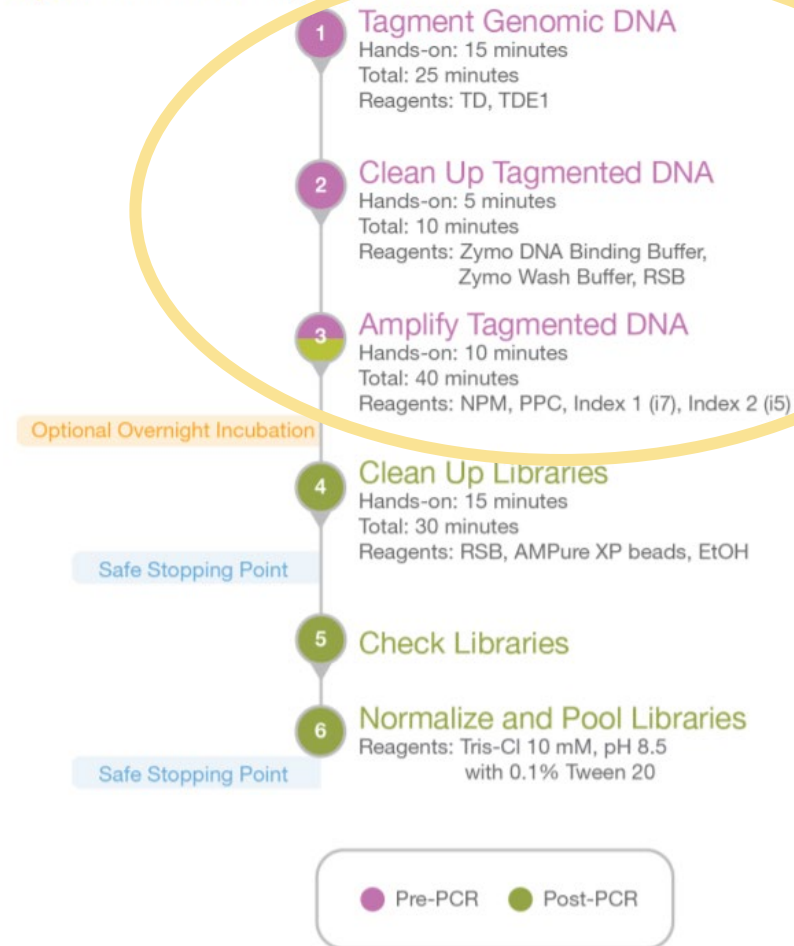 1
Tagment Genomic DNA
Hands-on: 15 minutes
Total: 25 minutes
Reagents: TD, TDE1
2
Clean Up Tagmented DNA
Hands-on: 5 minutes
Total: 10 minutes
Reagents: Zymo DNA Binding Buffer,
Zymo Wash Buffer, RSB
3
Amplify Tagmented DNA
Hands-on: 10 minutes
Total: 40 minutes
Reagents: NPM, PPC, Index 1 (i7), Index 2 (i5)
Optional Overnight Incubation
4
Clean Up Libraries
Hands-on: 15 minutes
Total: 30 minutes
Reagents: RSB, AMPure XP beads, EtOH
Safe Stopping Point
5
Check Libraries
6
Normalize and Pool Libraries
Reagents: Tris-Cl 10 mM, pH 8.5
with 0.1% Tween 20
Safe Stopping Point
Pre-PCR
Post-PCR